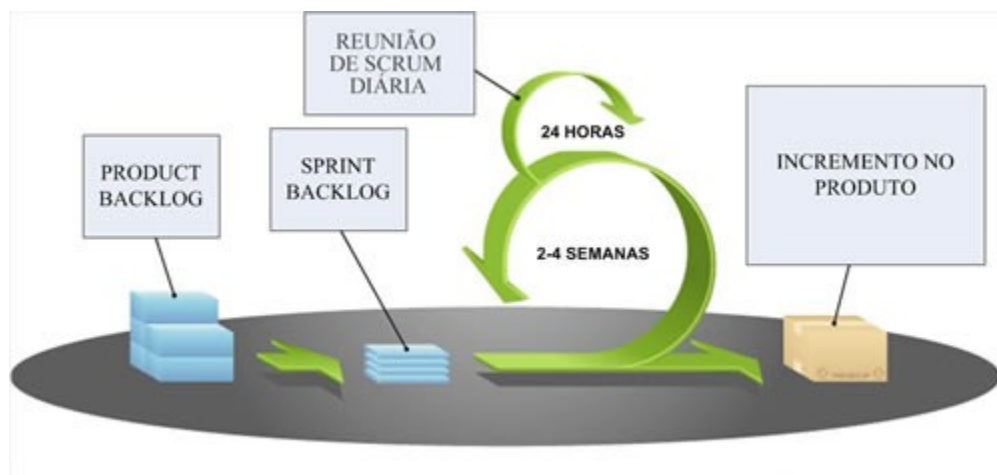 REUNIÃO
DE SCRUM
DIÁRIA
24 HORAS
PRODUCT
BACKLOG
SPRINT
BACKLOG
INCREMENTO NO
PRODUTO
2-4 SEMANAS